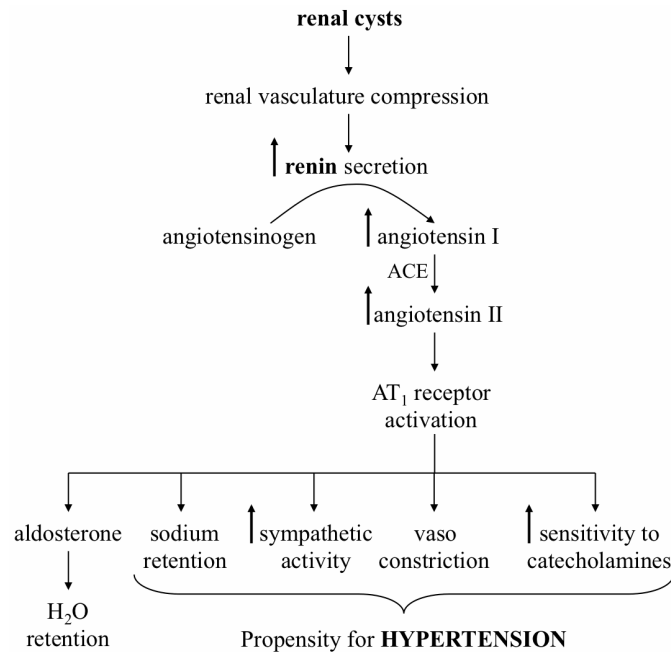 renal cysts
renal vasculature compression
renin secretion
angiotensinogen
angiotensin I
ACE
angiotensin II
AT₁ receptor
activation
aldosterone
sodium
retention
sympathetic
activity
vaso
constriction
sensitivity to
catecholamines
H₂O
retention
Propensity for HYPERTENSION